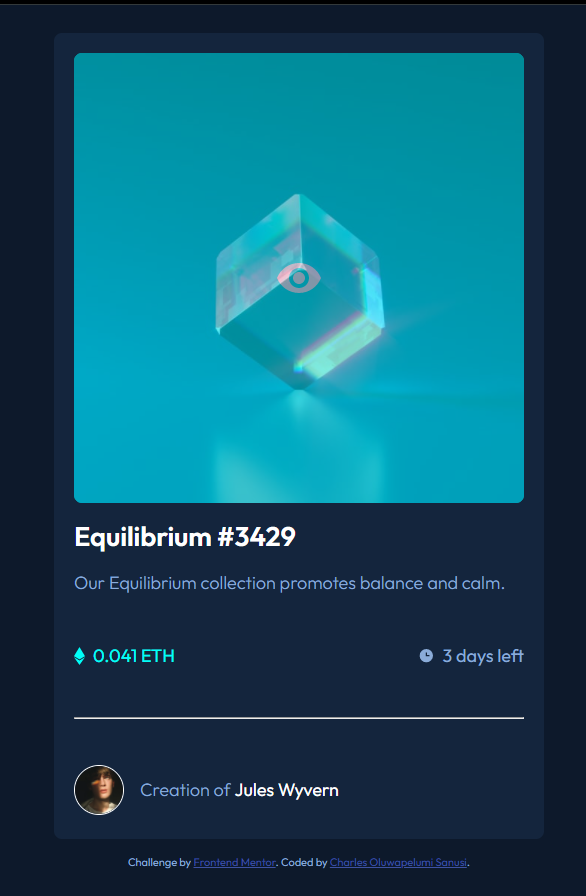 Equilibrium #3429
Our Equilibrium collection promotes balance and calm.
0.041 ETH
3 days left
Creation of Jules Wyvern
Challenge by Frontend Mentor. Coded by Charles Oluwapelumi Sanusi.